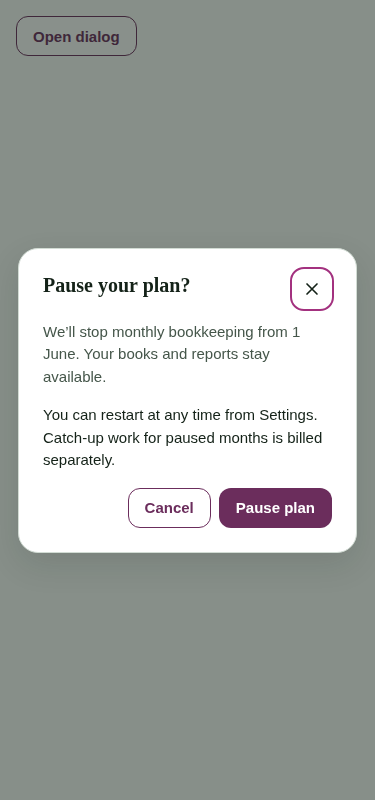 Open dialog
Pause your plan?
We’ll stop monthly bookkeeping from 1
June. Your books and reports stay
available.
You can restart at any time from Settings.
Catch-up work for paused months is billed
separately.
Cancel
Pause plan